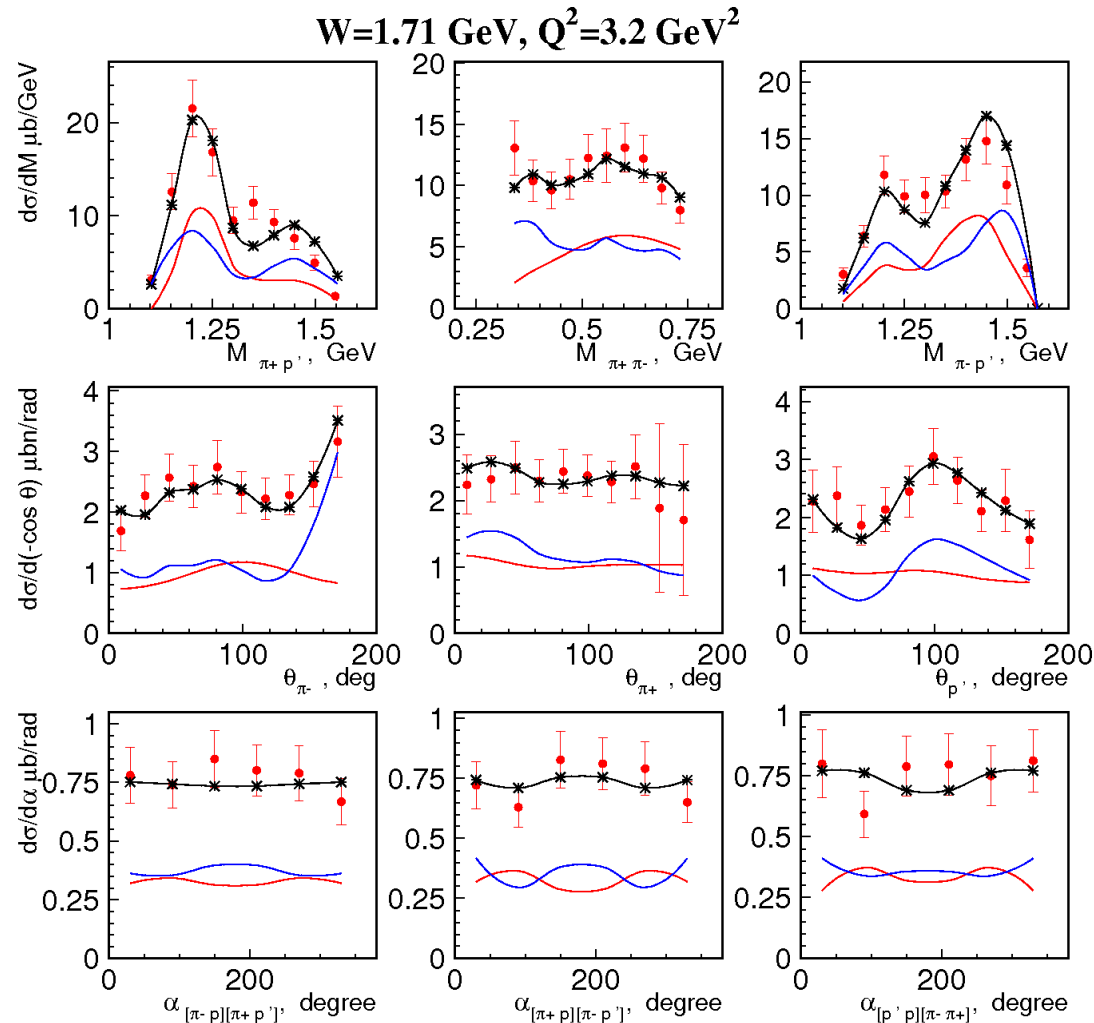 W=1.71 GeV, Q²=3.2 GeV²
dσ/dM μb/GeV
20
10
0
1 1.25 1.5
M π+ p', GeV
20
15
10
5
0
0.25 0.5 0.75
M π+ π-, GeV
20
15
10
5
0
1 1.25 1.5
M π- p', GeV
dσ/d(-cos θ) μbn/rad
4
3
2
1
0
0 100 200
θ π-, deg
3
2
1
0
0 100 200
θ π+, deg
4
3
2
1
0
0 100 200
θ p', degree
dσ/dα μb/rad
1
0.75
0.5
0.25
0
0 200
α [π- p][π+ p'], degree
1
0.75
0.5
0.25
0
0 200
α [π+ p][π- p'], degree
1
0.75
0.5
0.25
0
0 200
α [p' p][π- π+], degree